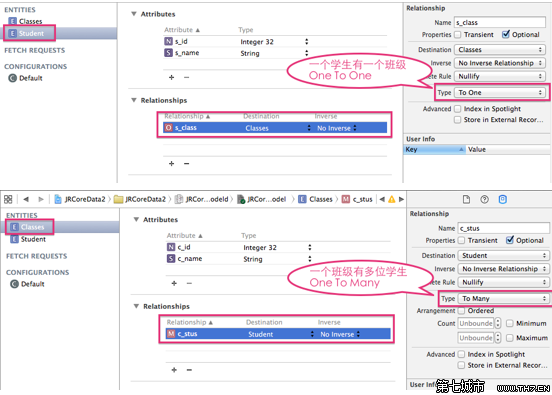 ENTITIES
E Classes
E Student
FETCH REQUESTS
CONFIGURATIONS
C Default
Attributes
Attribute Type
N s_id Integer 32
S s_name String
+ −
Relationships
Relationship Destination Inverse
O s_class Classes No Inverse
+ −
一个学生有一个班级
One To One
Relationship
Name s_class
Properties Transient Optional
Destination Classes
Inverse No Inverse Relationship
ete Rule Nullify
Type To One
Advanced Index in Spotlight
Store in External Recor...
User Info
Key Value
JRCoreData2 JRCoreData2 JRCor...odeld JRCor...odel E Classes M c_stus
ENTITIES
E Classes
E Student
FETCH REQUESTS
CONFIGURATIONS
C Default
Attributes
Attribute Type
N c_id Integer 32
S c_name String
+ −
Relationships
Relationship Destination Inverse
M c_stus Student No Inverse
+ −
一个班级有多位学生
One To Many
Relationship
Name c_stus
Properties Transient Optional
Destination Student
Inverse No Inverse Relationship
ete Rule Nullify
Type To Many
Arrangement Ordered
Count Unbounde Minimum
Unbounde Maximum
Advanced Index in Spotlight
Store in External Recor...
User Info
第七城市 WWW.TH7.CN